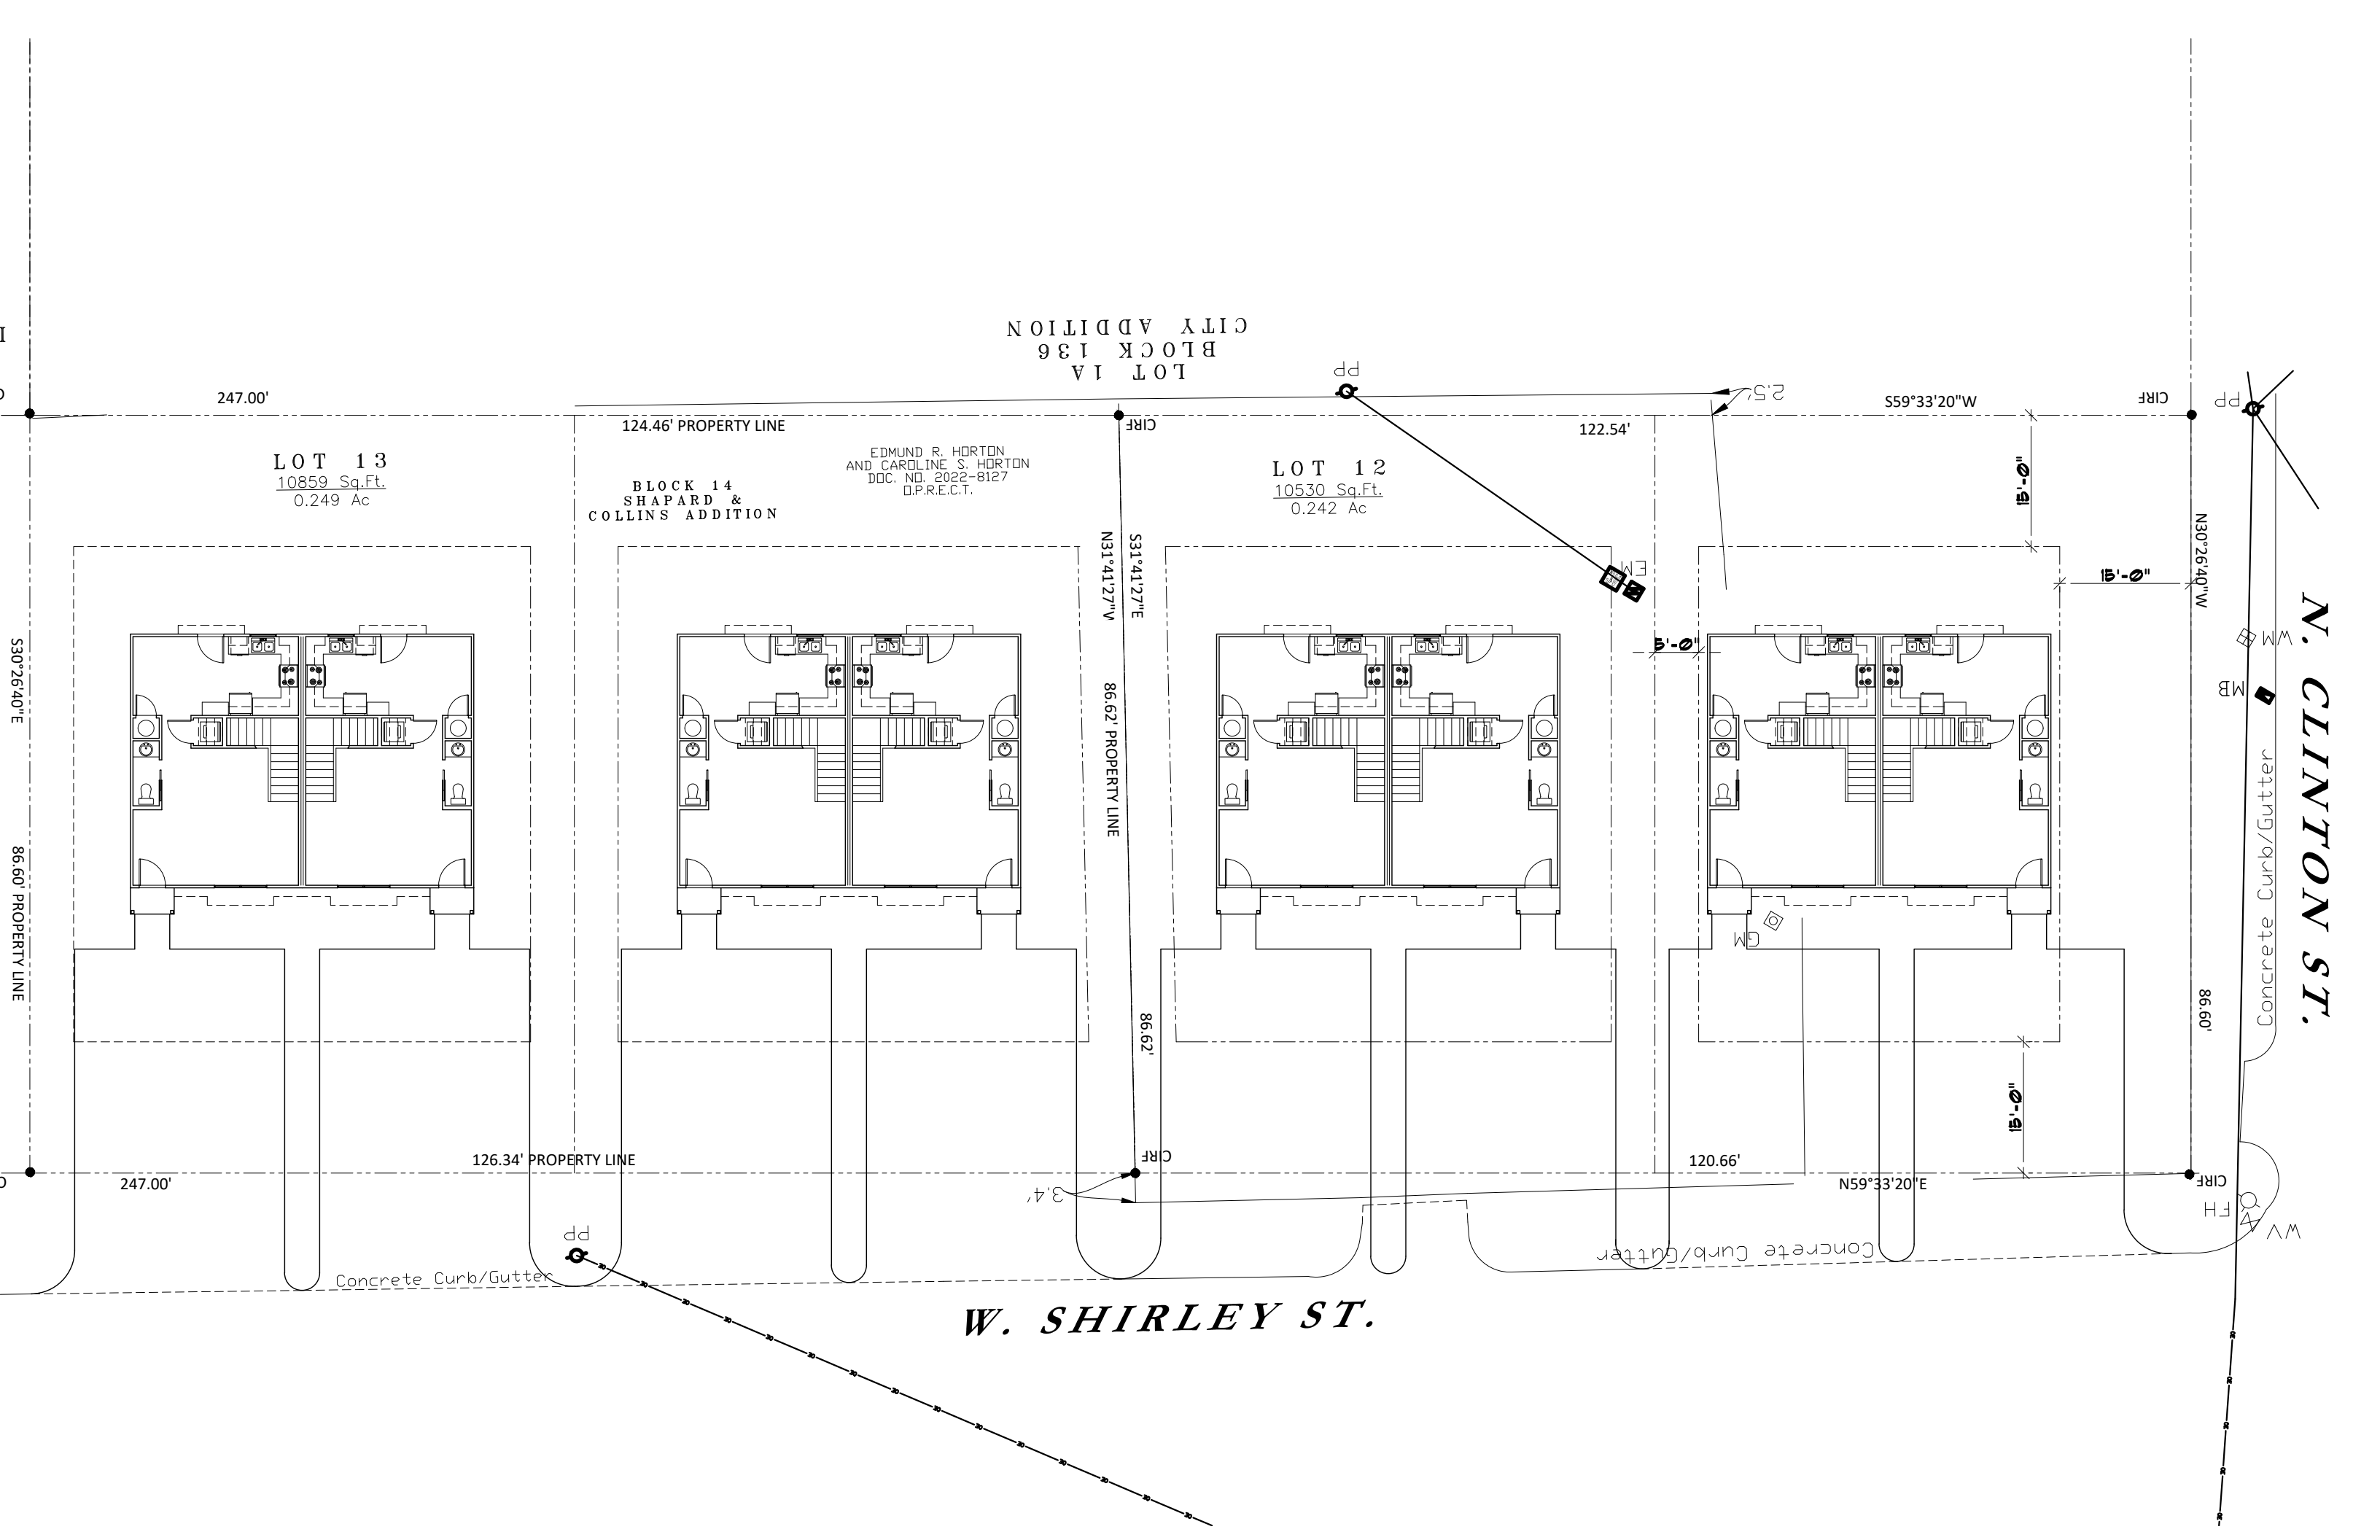 CITY ADDITION
BLOCK 136
LOT 1A
PP
2.5'
247.00'
124.46' PROPERTY LINE
CIRF
122.54'
S59°33'20"W
CIRF
PP
LOT 13
10859 Sq.Ft.
0.249 Ac
BLOCK 14
SHAPARD &
COLLINS ADDITION
EDMUND R. HORTON
AND CAROLINE S. HORTON
DOC. NO. 2022-8127
O.P.R.E.C.T.
LOT 12
10530 Sq.Ft.
0.242 Ac
15'-0"
N31°41'27"W
S31°41'27"E
EM
15'-0"
N30°26'40"W
5'-0"
WM
MB
N. CLINTON ST.
S30°26'40"E
86.62' PROPERTY LINE
86.60' PROPERTY LINE
Concrete Curb/Gutter
GM
86.62'
86.60'
15'-0"
126.34' PROPERTY LINE
CIRF
120.66'
247.00'
3.4'
N59°33'20"E
CIRF
FH
WV
PP
Concrete Curb/Gutter
Concrete Curb/Gutter
W. SHIRLEY ST.